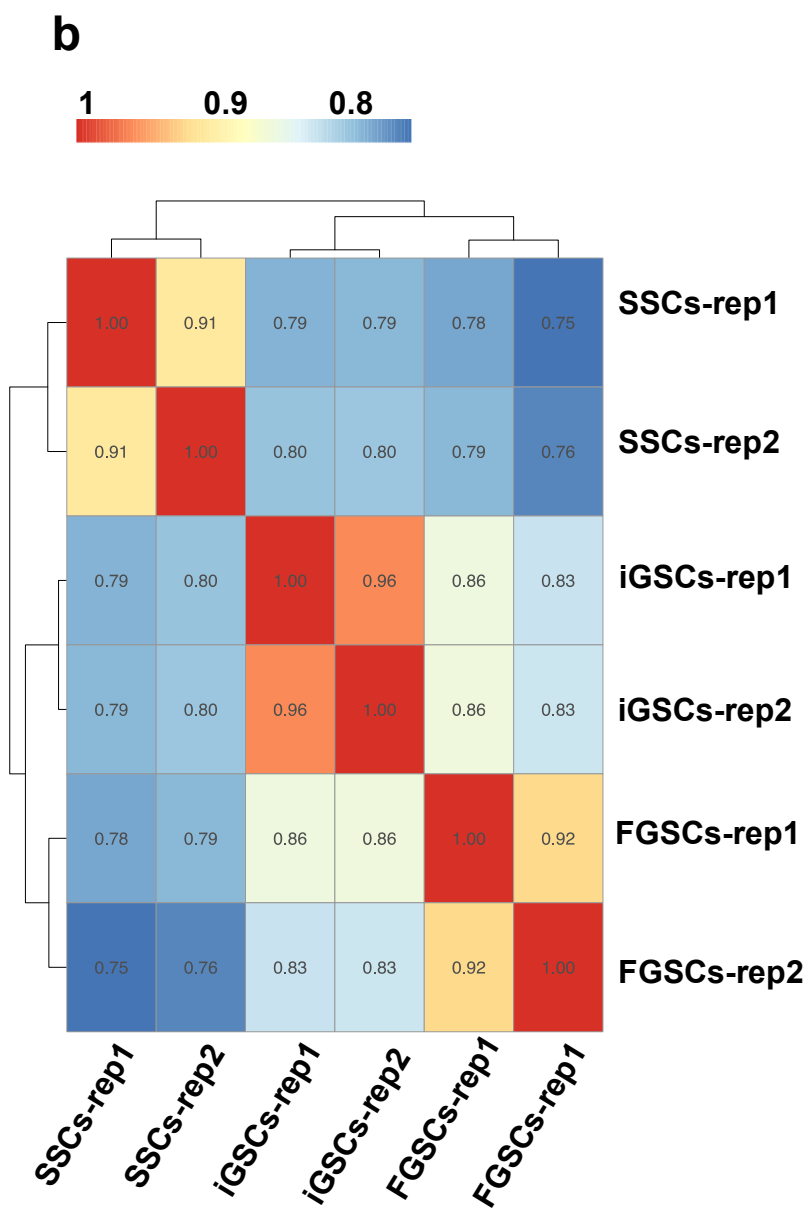 b
1 0.9 0.8
1.00 0.91 0.79 0.79 0.78 0.75 SSCs-rep1
0.91 1.00 0.80 0.80 0.79 0.76 SSCs-rep2
0.79 0.80 1.00 0.96 0.86 0.83 iGSCs-rep1
0.79 0.80 0.96 1.00 0.86 0.83 iGSCs-rep2
0.78 0.79 0.86 0.86 1.00 0.92 FGSCs-rep1
0.75 0.76 0.83 0.83 0.92 1.00 FGSCs-rep2
SSCs-rep1 SSCs-rep2 iGSCs-rep1 iGSCs-rep2 FGSCs-rep1 FGSCs-rep1